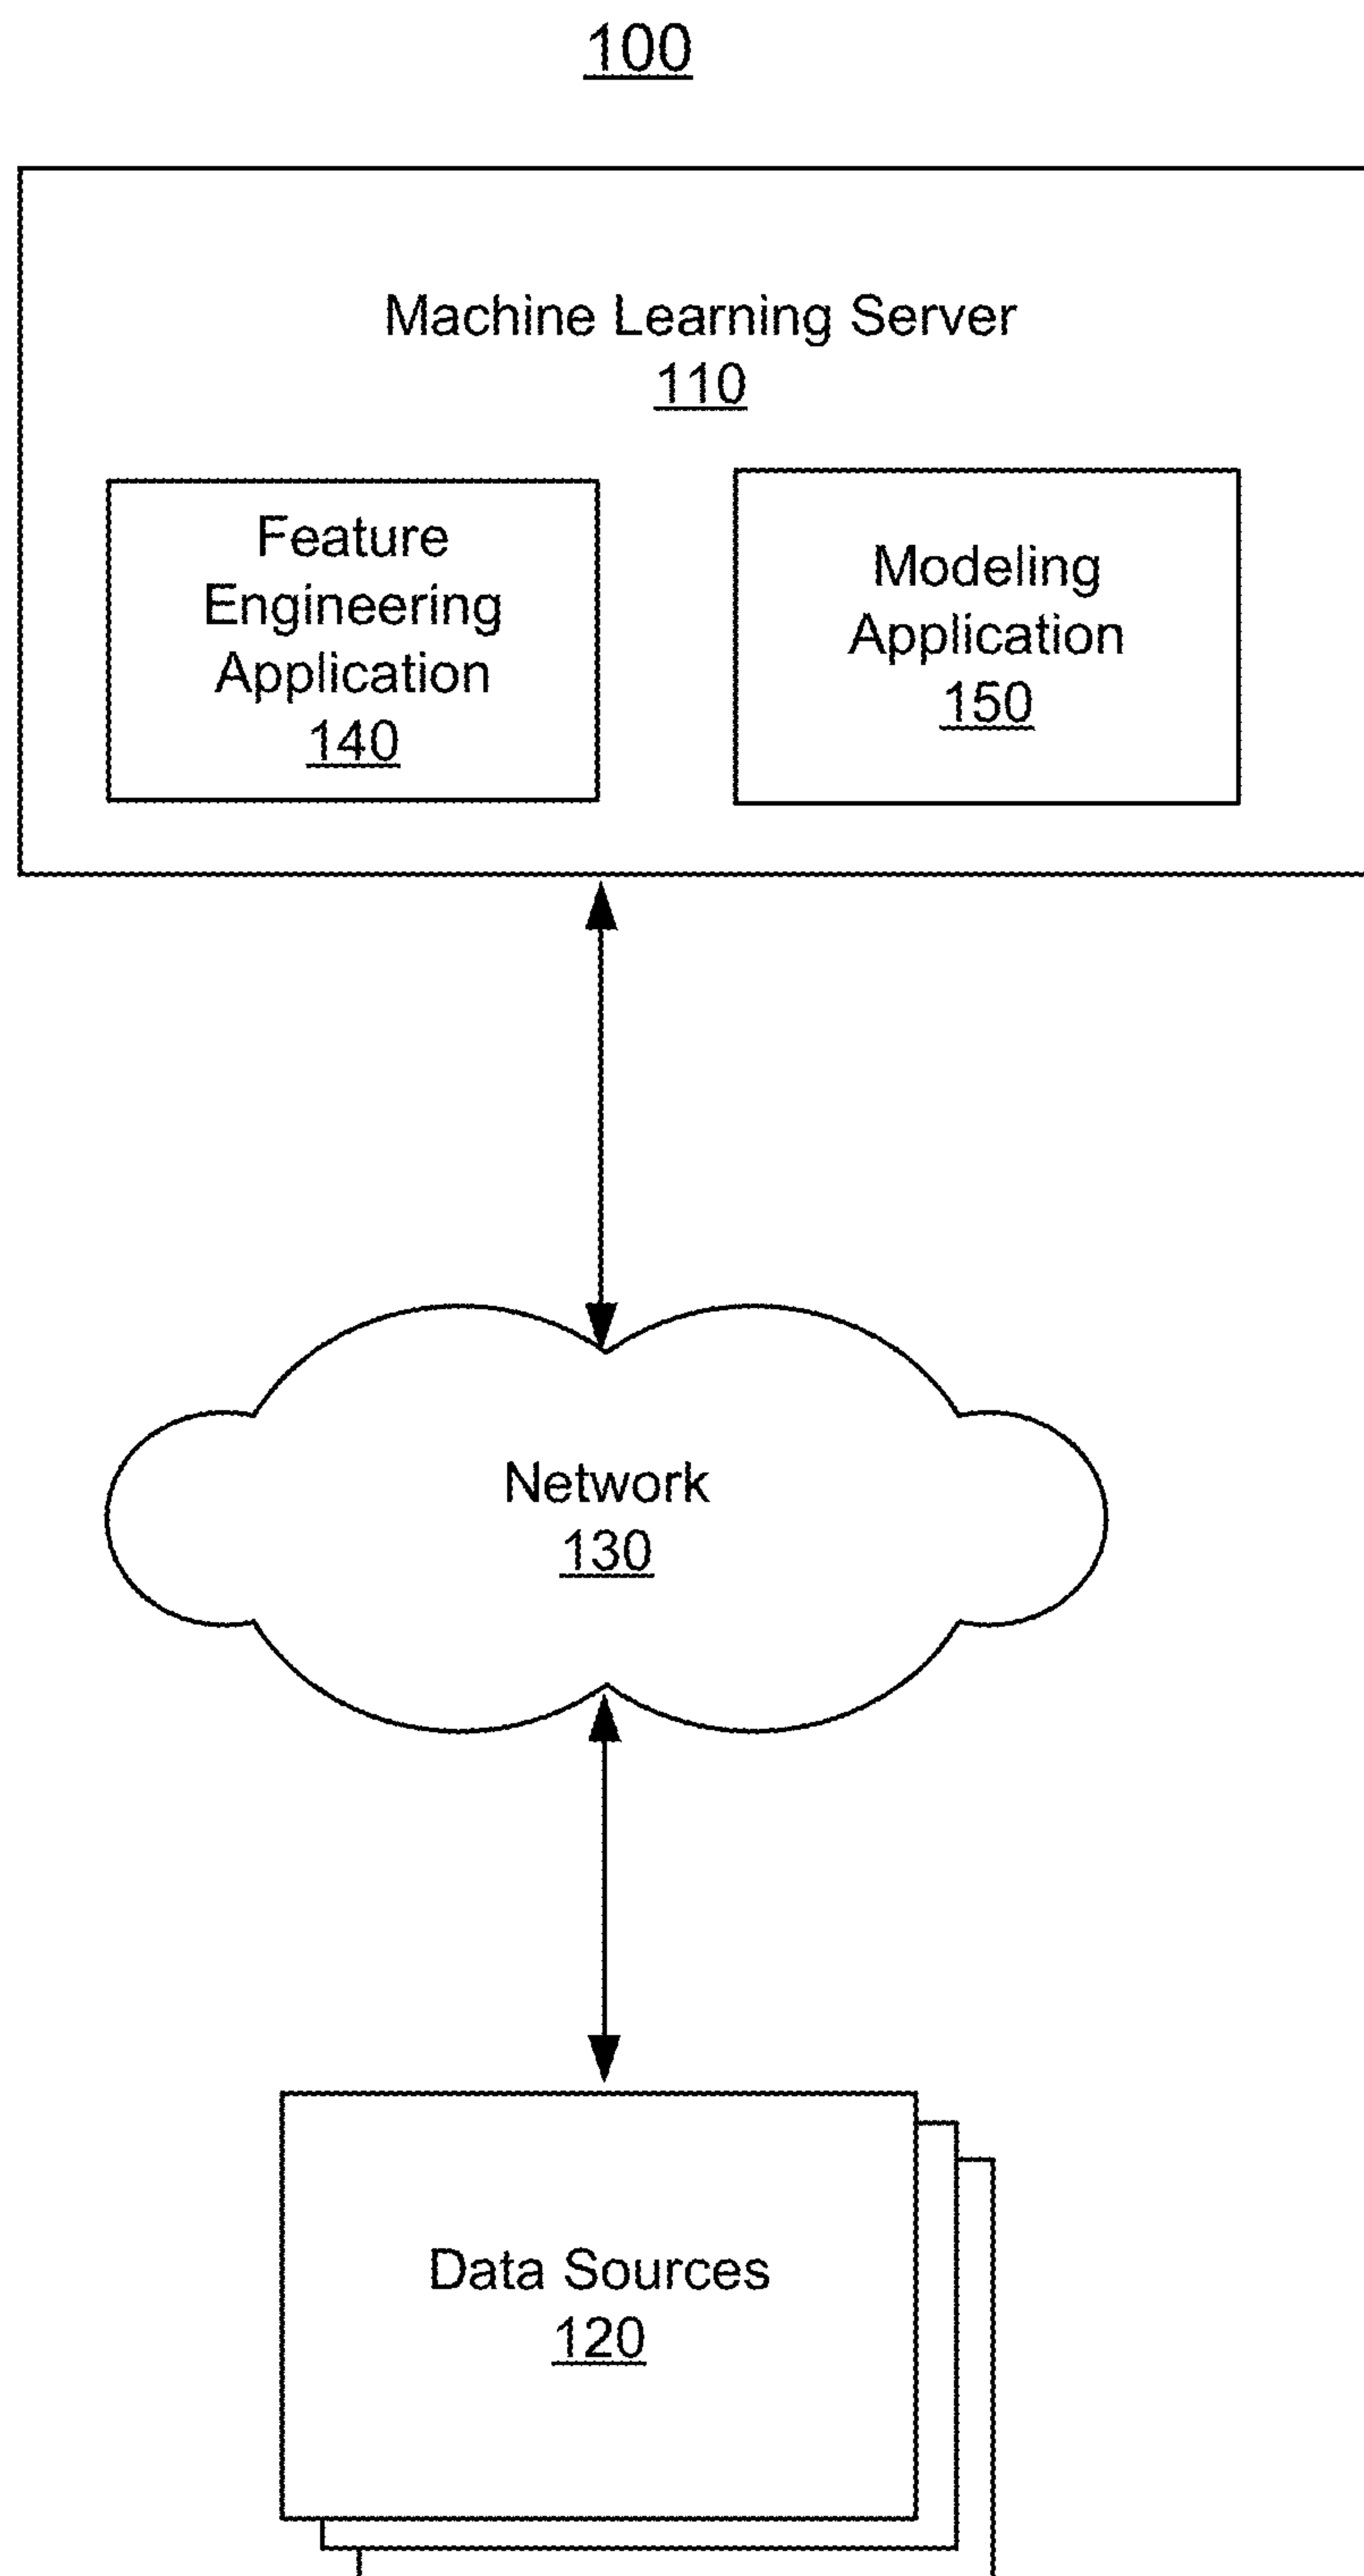 100
Machine Learning Server
110
Feature
Engineering
Application
140
Modeling
Application
150
Network
130
Data Sources
120